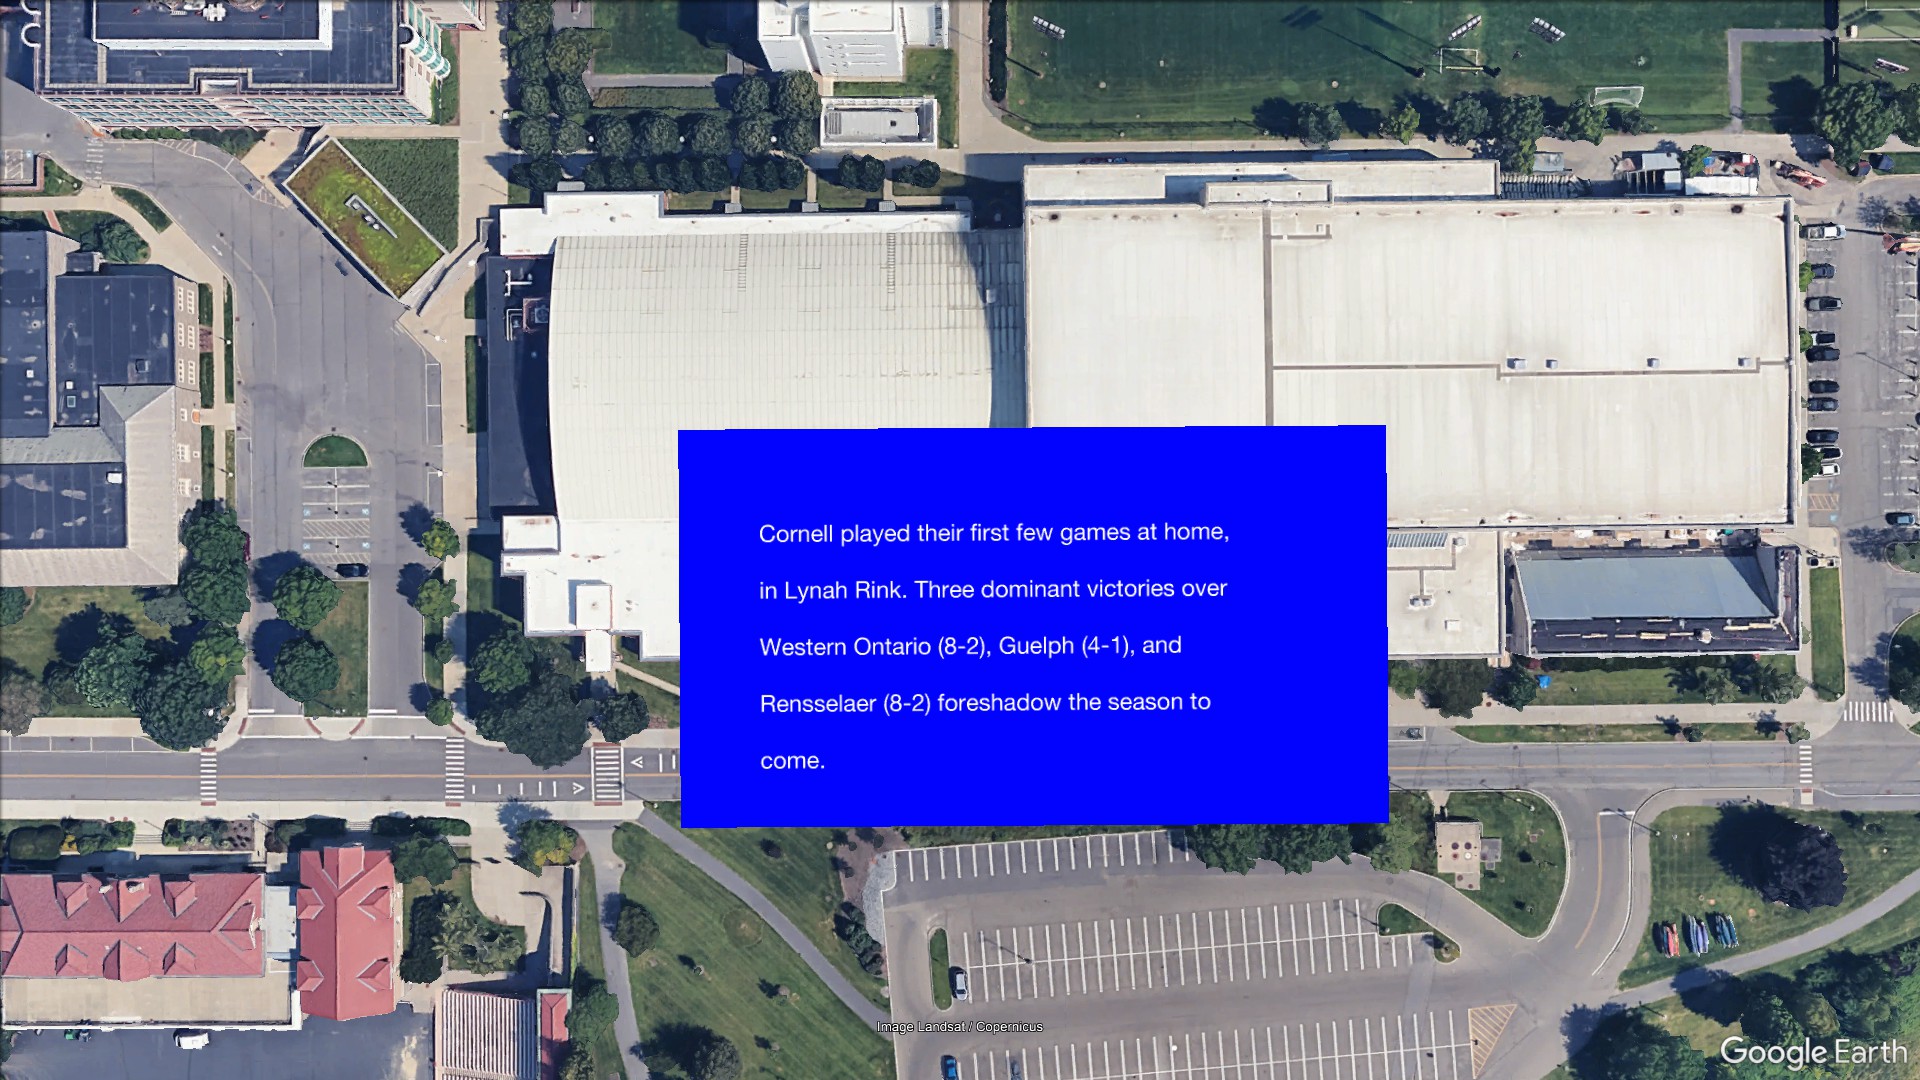 Cornell played their first few games at home,
in Lynah Rink. Three dominant victories over
Western Ontario (8-2), Guelph (4-1), and
Rensselaer (8-2) foreshadow the season to
come.
Image Landsat / Copernicus
Google Earth